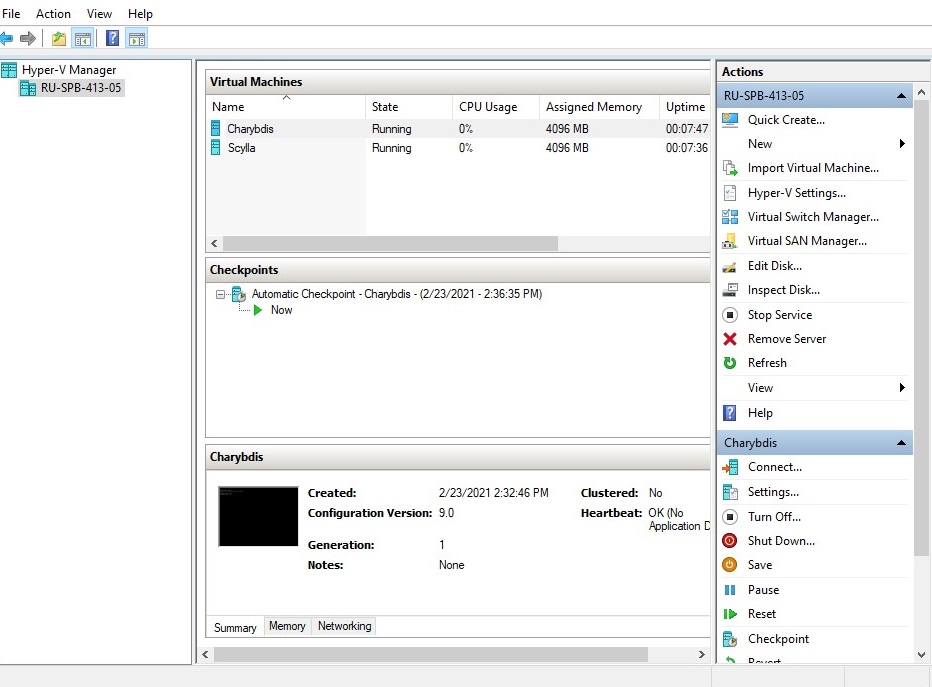 File Action View Help
Hyper-V Manager
RU-SPB-413-05
Virtual Machines
Name State CPU Usage Assigned Memory Uptime
Charybdis Running 0% 4096 MB 00:07:47
Scylla Running 0% 4096 MB 00:07:36
Checkpoints
Automatic Checkpoint - Charybdis - (2/23/2021 - 2:36:35 PM)
Now
Charybdis
Created: 2/23/2021 2:32:46 PM Clustered: No
Configuration Version: 9.0 Heartbeat: OK (No
Application D
Generation: 1
Notes: None
Summary Memory Networking
Actions
RU-SPB-413-05
Quick Create...
New
Import Virtual Machine...
Hyper-V Settings...
Virtual Switch Manager...
Virtual SAN Manager...
Edit Disk...
Inspect Disk...
Stop Service
Remove Server
Refresh
View
Help
Charybdis
Connect...
Settings...
Turn Off...
Shut Down...
Save
Pause
Reset
Checkpoint
Revert